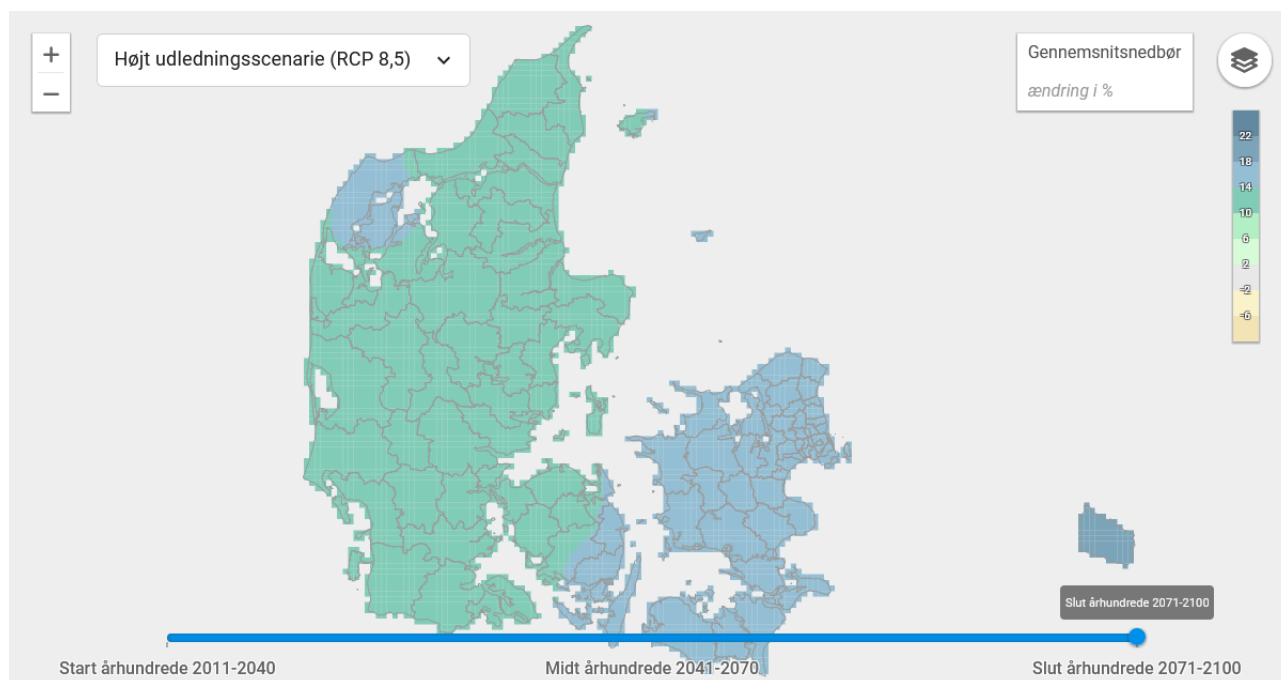 +
−
Højt udledningsscenarie (RCP 8,5)
Gennemsnitsnedbør
ændring i %
22
18
14
10
6
2
-2
-6
Slut århundrede 2071-2100
Start århundrede 2011-2040
Midt århundrede 2041-2070
Slut århundrede 2071-2100